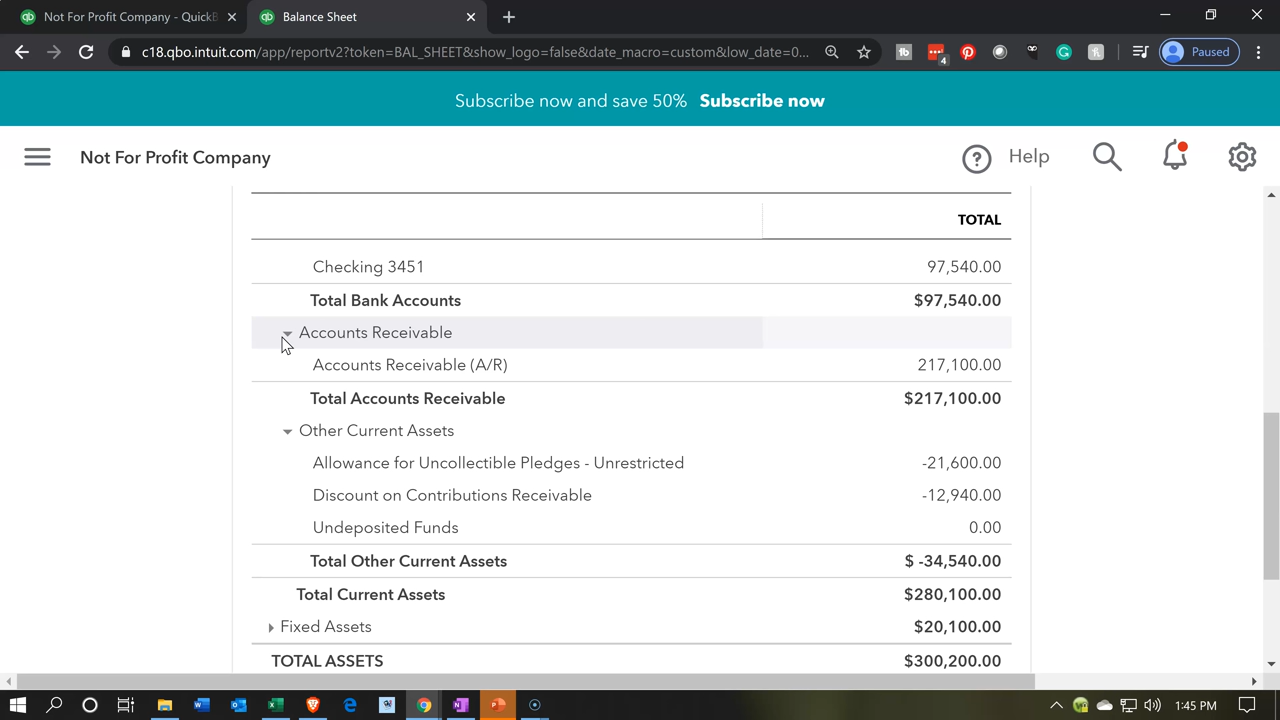 Not For Profit Company - QuickB
Balance Sheet
c18.qbo.intuit.com/app/reportv2?token=BAL_SHEET&show_logo=false&date_macro=custom&low_date=0...
4
Paused
Subscribe now and save 50% Subscribe now
Not For Profit Company
? Help
TOTAL
Checking 3451 97,540.00
Total Bank Accounts $97,540.00
Accounts Receivable
Accounts Receivable (A/R) 217,100.00
Total Accounts Receivable $217,100.00
Other Current Assets
Allowance for Uncollectible Pledges - Unrestricted -21,600.00
Discount on Contributions Receivable -12,940.00
Undeposited Funds 0.00
Total Other Current Assets $ -34,540.00
Total Current Assets $280,100.00
Fixed Assets $20,100.00
TOTAL ASSETS $300,200.00
1:45 PM